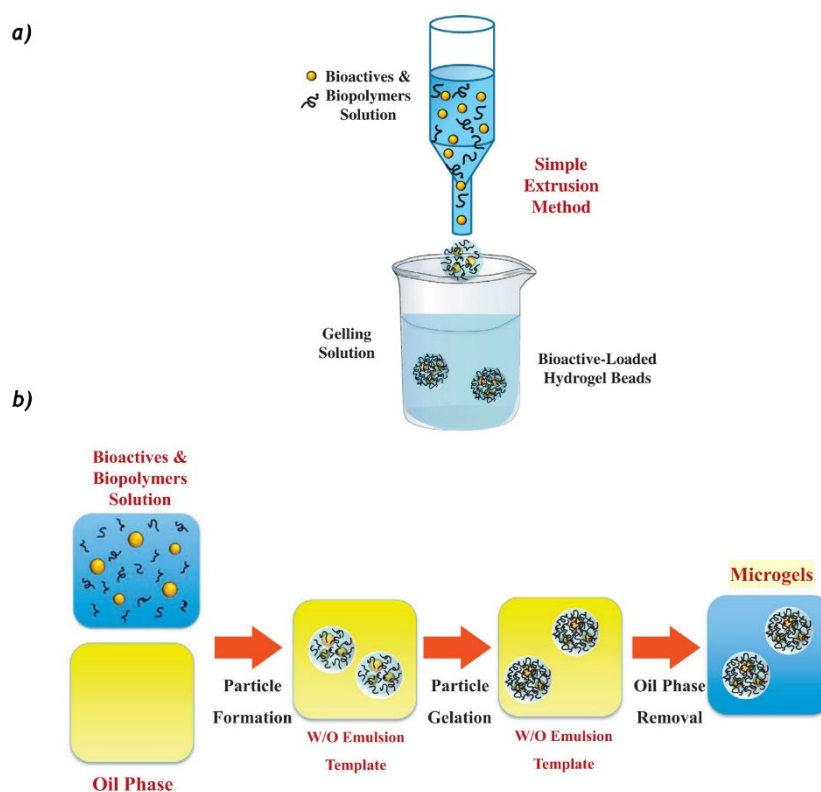 a)
Bioactives &
Biopolymers
Solution
Simple
Extrusion
Method
Gelling
Solution
Bioactive-Loaded
Hydrogel Beads
b)
Bioactives &
Biopolymers
Solution
Oil Phase
Particle
Formation
W/O Emulsion
Template
Particle
Gelation
W/O Emulsion
Template
Oil Phase
Removal
Microgels